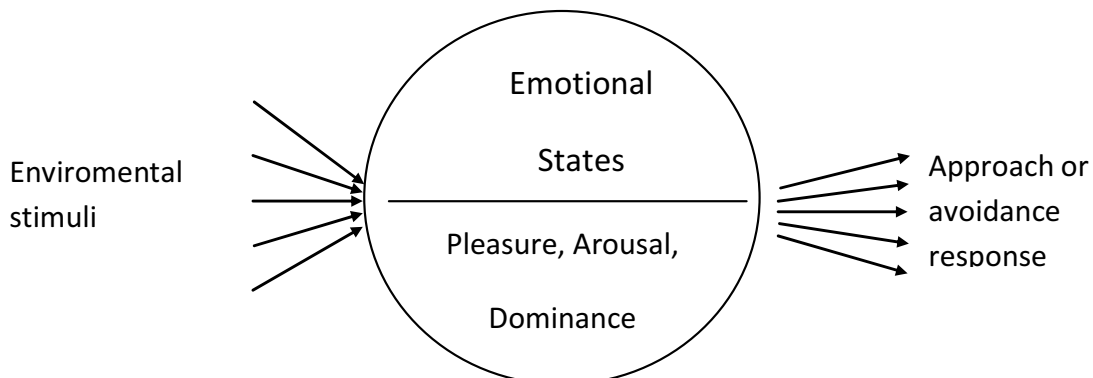 Enviromental
stimuli
Emotional
States
Pleasure, Arousal,
Dominance
Approach or
avoidance
response